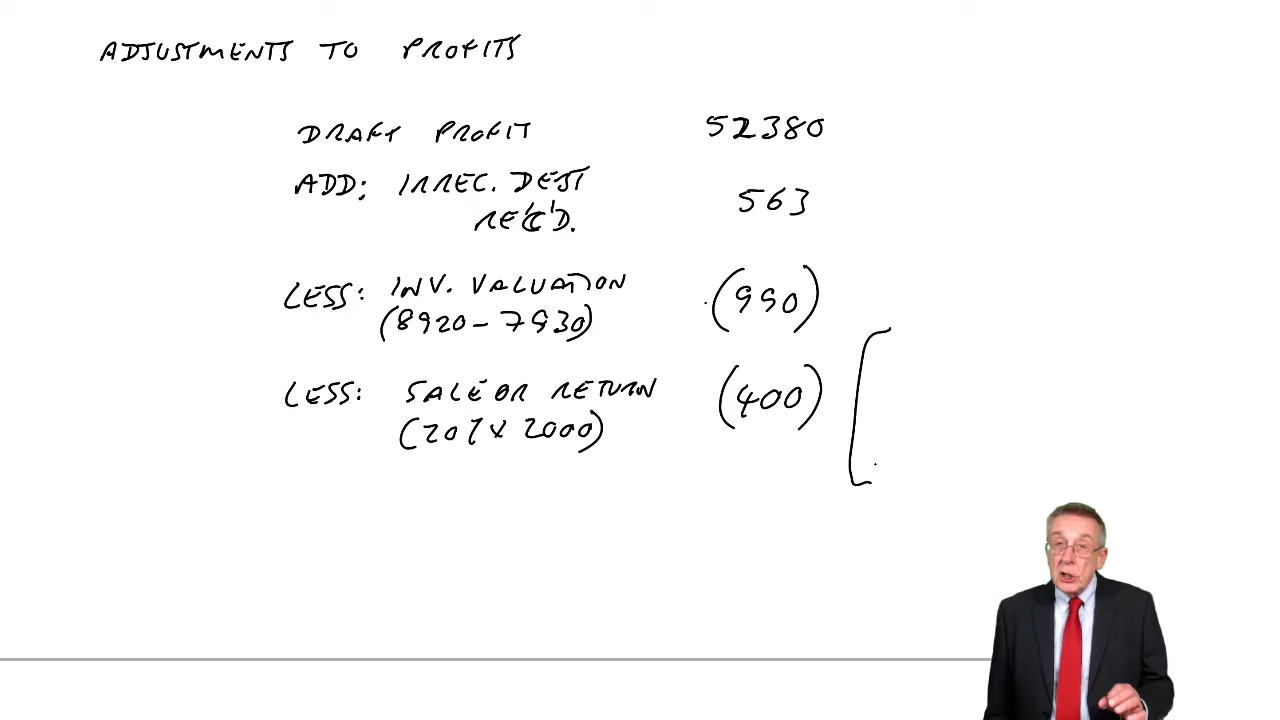 ADJUSTMENTS TO PROFITS
DRAFT PROFIT 52380
ADD: IRREC. DEBT 563
REC'D.
LESS: INV. VALUATION (990)
(8920 - 7930)
LESS: SALE OR RETURN (400)
(20% x 2000)